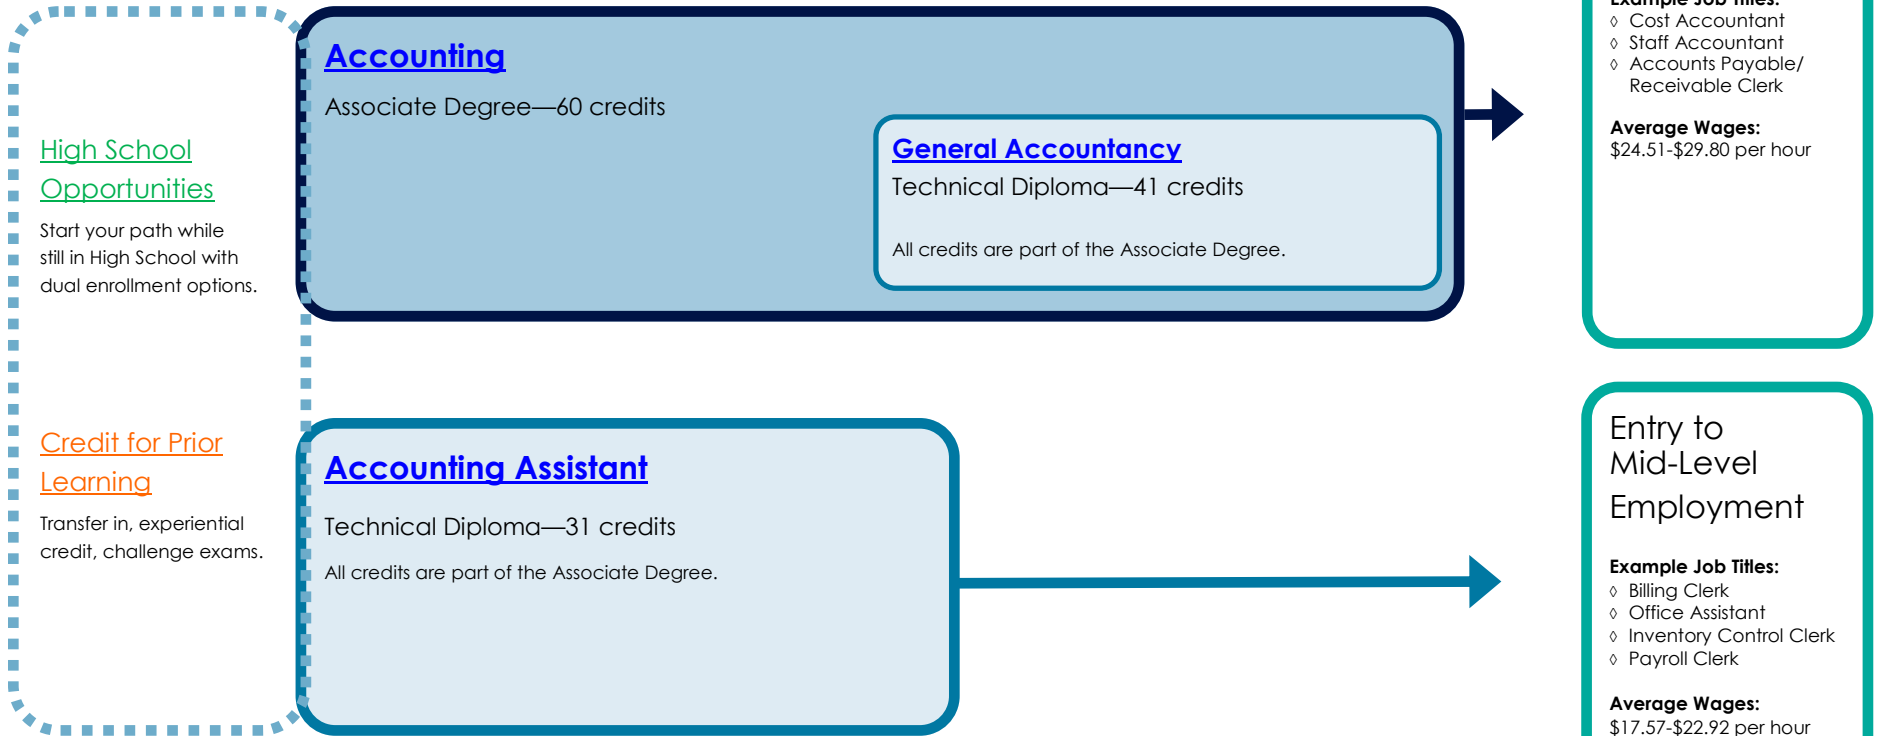 High School
Opportunities
Start your path while
still in High School with
dual enrollment options.
Credit for Prior
Learning
Transfer in, experiential
credit, challenge exams.
Accounting
Associate Degree—60 credits
General Accountancy
Technical Diploma—41 credits
All credits are part of the Associate Degree.
Accounting Assistant
Technical Diploma—31 credits
All credits are part of the Associate Degree.
Example Job Titles:
◊ Cost Accountant
◊ Staff Accountant
◊ Accounts Payable/
Receivable Clerk
Average Wages:
$24.51-$29.80 per hour
Entry to
Mid-Level
Employment
Example Job Titles:
◊ Billing Clerk
◊ Office Assistant
◊ Inventory Control Clerk
◊ Payroll Clerk
Average Wages:
$17.57-$22.92 per hour